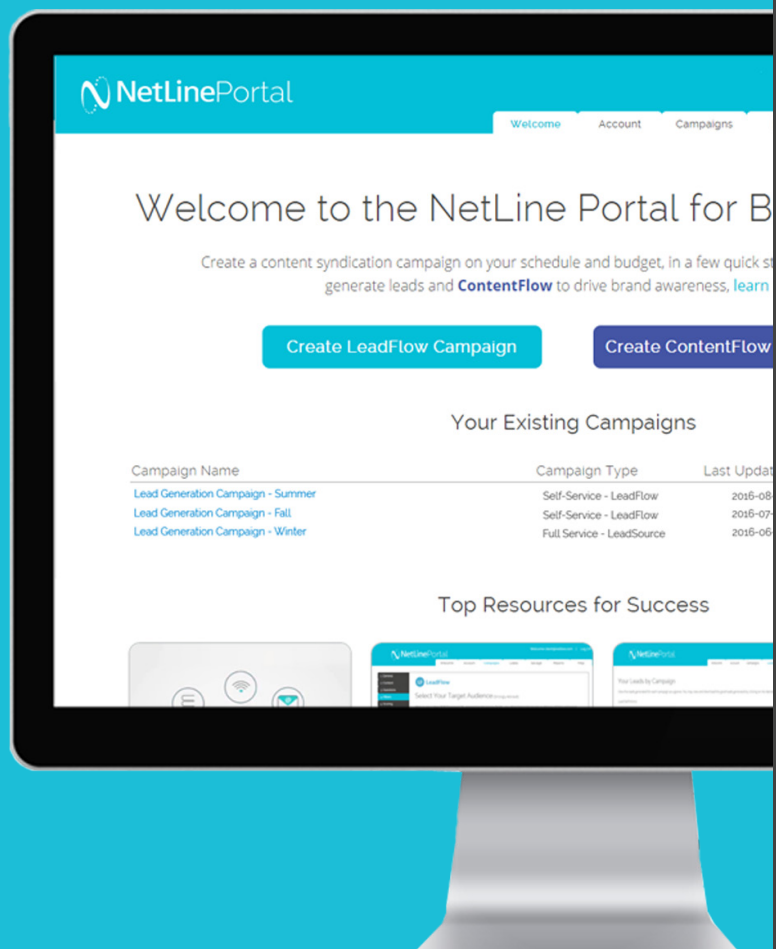 NetLinePortal
Welcome Account Campaigns
Welcome to the NetLine Portal for B
Create a content syndication campaign on your schedule and budget, in a few quick st
generate leads and ContentFlow to drive brand awareness, learn
Create LeadFlow Campaign Create ContentFlow
Your Existing Campaigns
Campaign Name Campaign Type Last Updat
Lead Generation Campaign - Summer Self-Service - LeadFlow 2016-08-
Lead Generation Campaign - Fall Self-Service - LeadFlow 2016-07-
Lead Generation Campaign - Winter Full Service - LeadSource 2016-06-
Top Resources for Success
NetLinePortal NetLinePortal
LeadFlow
Select Your Target Audience
Your Leads by Campaign